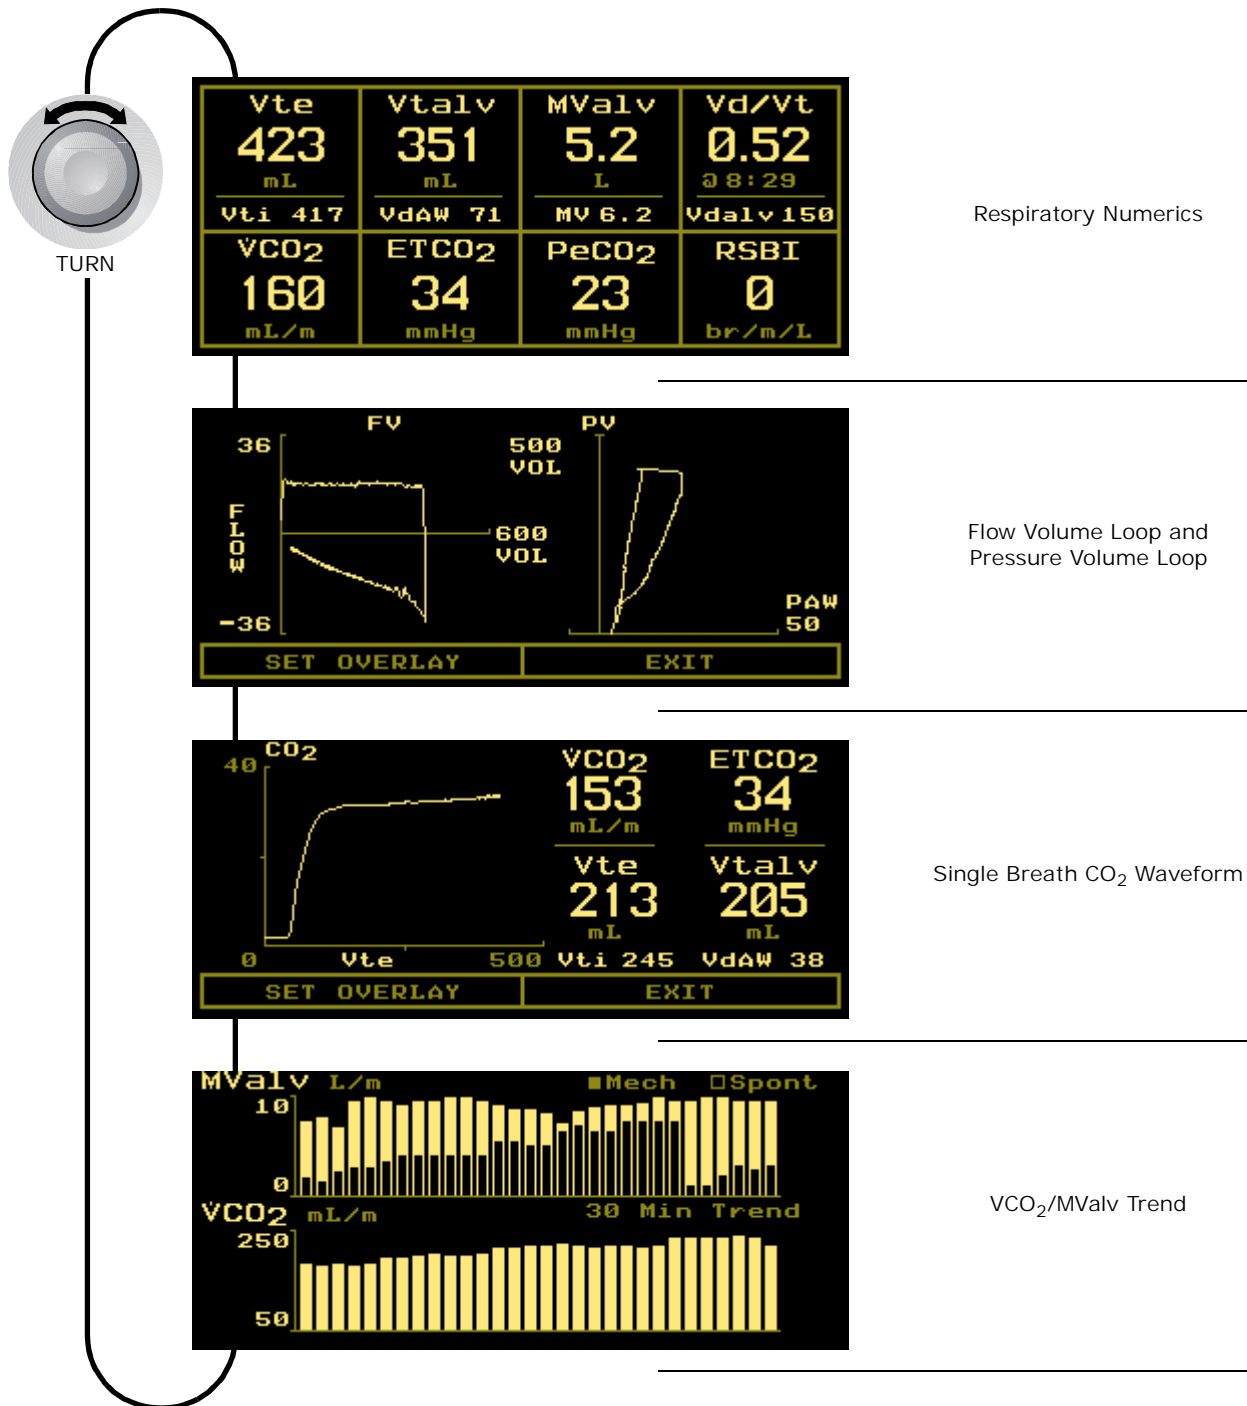 TURN
Vte Vtalv MValv Vd/Vt
423 351 5.2 0.52
mL mL L @8:29
Vti 417 VdAW 71 MV 6.2 Vdalv 150
V̇CO₂ ETCO₂ PeCO₂ RSBI
160 34 23 0
mL/m mmHg mmHg br/m/L
Respiratory Numerics
FV PV
36 500
VOL
FLOW
600
VOL
PAW
-36 50
SET OVERLAY EXIT
Flow Volume Loop and
Pressure Volume Loop
CO₂ V̇CO₂ ETCO₂
40 153 34
mL/m mmHg
Vte Vtalv
213 205
mL mL
0 Vte 500 Vti 245 VdAW 38
SET OVERLAY EXIT
Single Breath CO₂ Waveform
MValv L/m Mech Spont
10
0
V̇CO₂ mL/m 30 Min Trend
250
50
VCO₂/MValv Trend